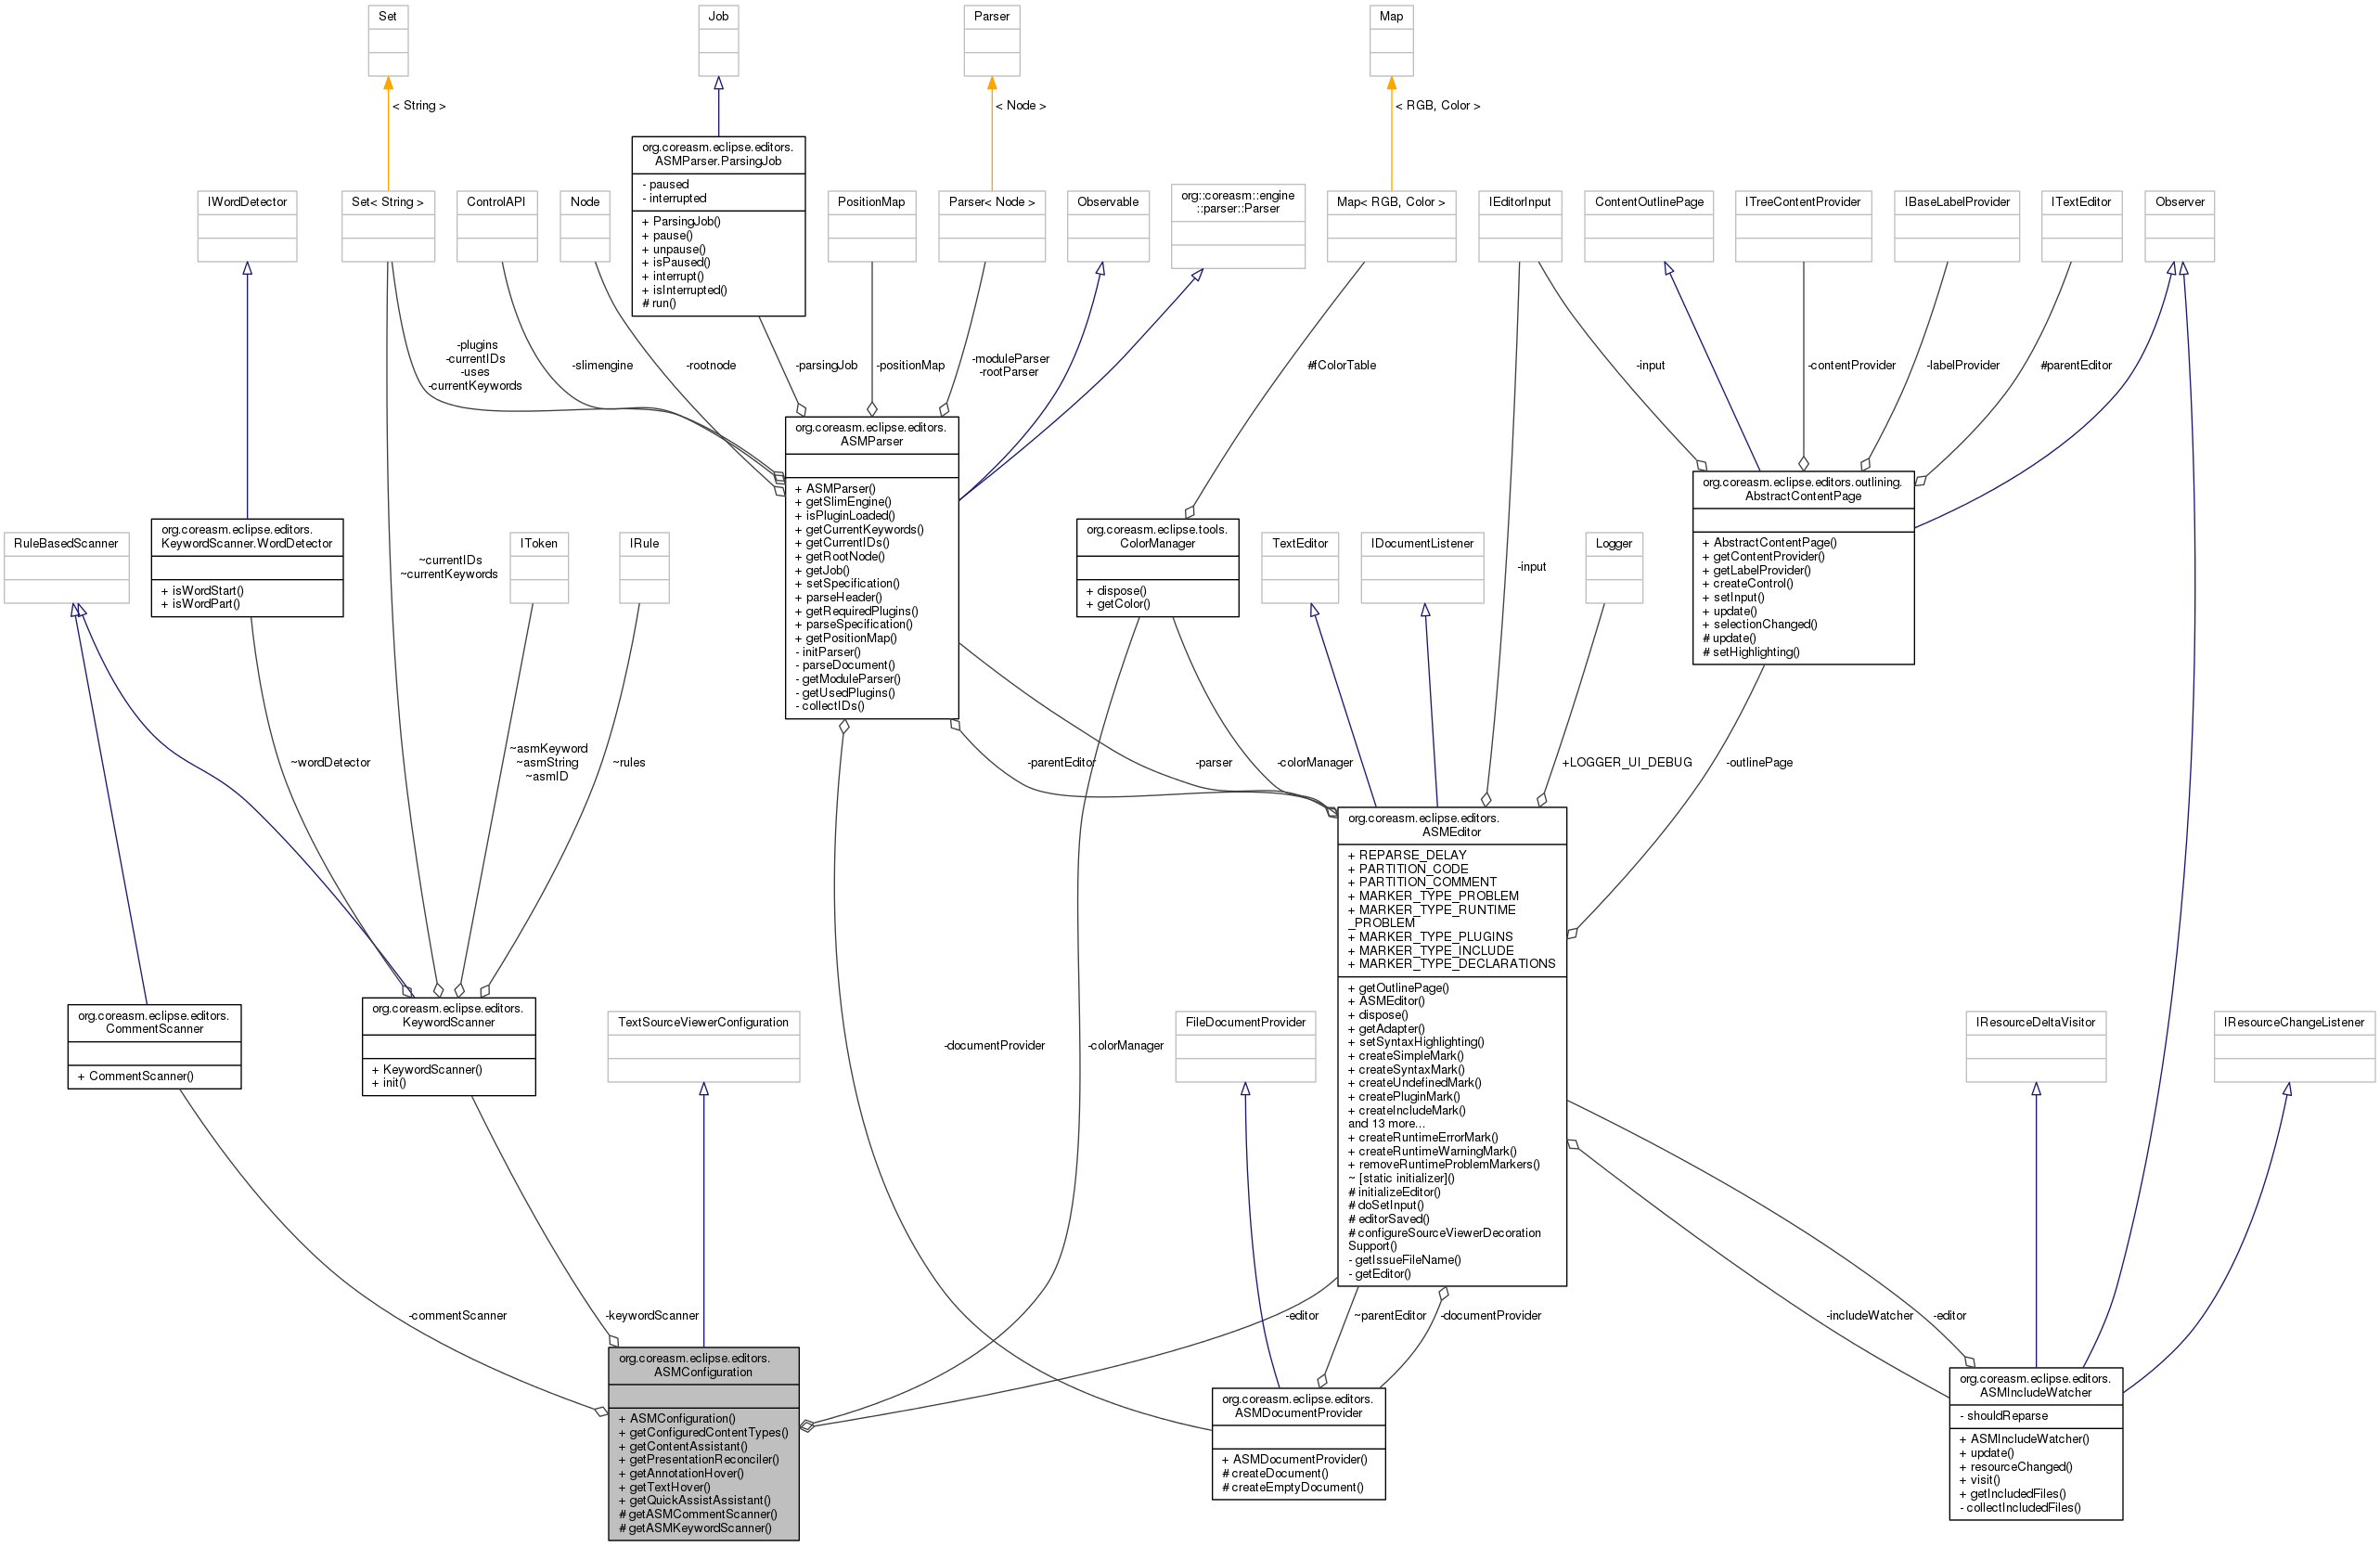 Set
Job
Parser
Map
< String >
< Node >
< RGB, Color >
org.coreasm.eclipse.editors.
ASMParser.ParsingJob
- paused
- interrupted
+ ParsingJob()
+ pause()
+ unpause()
+ isPaused()
+ interrupt()
+ isInterrupted()
# run()
IWordDetector
Set< String >
ControlAPI
Node
PositionMap
Parser< Node >
Observable
org::coreasm::engine
::parser::Parser
Map< RGB, Color >
IEditorInput
ContentOutlinePage
ITreeContentProvider
IBaseLabelProvider
ITextEditor
Observer
-plugins
-currentIDs
-uses
-currentKeywords
-slimengine
-rootnode
-parsingJob
-positionMap
-moduleParser
-rootParser
#fColorTable
-input
-contentProvider
-labelProvider
#parentEditor
org.coreasm.eclipse.editors.
ASMParser
+ ASMParser()
+ getSlimEngine()
+ isPluginLoaded()
+ getCurrentKeywords()
+ getCurrentIDs()
+ getRootNode()
+ getJob()
+ setSpecification()
+ parseHeader()
+ getRequiredPlugins()
+ parseSpecification()
+ getPositionMap()
- initParser()
- parseDocument()
- getModuleParser()
- getUsedPlugins()
- collectIDs()
org.coreasm.eclipse.editors.outlining.
AbstractContentPage
+ AbstractContentPage()
+ getContentProvider()
+ getLabelProvider()
+ createControl()
+ setInput()
+ update()
+ selectionChanged()
# update()
# setHighlighting()
RuleBasedScanner
org.coreasm.eclipse.editors.
KeywordScanner.WordDetector
+ isWordStart()
+ isWordPart()
~currentIDs
~currentKeywords
IToken
IRule
org.coreasm.eclipse.tools.
ColorManager
+ dispose()
+ getColor()
TextEditor
IDocumentListener
-input
Logger
~wordDetector
~asmKeyword
~asmString
~asmID
~rules
-parentEditor
-parser
-colorManager
+LOGGER_UI_DEBUG
-outlinePage
org.coreasm.eclipse.editors.
ASMEditor
+ REPARSE_DELAY
+ PARTITION_CODE
+ PARTITION_COMMENT
+ MARKER_TYPE_PROBLEM
+ MARKER_TYPE_RUNTIME
_PROBLEM
+ MARKER_TYPE_PLUGINS
+ MARKER_TYPE_INCLUDE
+ MARKER_TYPE_DECLARATIONS
+ getOutlinePage()
+ ASMEditor()
+ dispose()
+ getAdapter()
+ setSyntaxHighlighting()
+ createSimpleMark()
+ createSyntaxMark()
+ createUndefinedMark()
+ createPluginMark()
+ createIncludeMark()
and 13 more...
+ createRuntimeErrorMark()
+ createRuntimeWarningMark()
+ removeRuntimeProblemMarkers()
~ [static initializer]()
# initializeEditor()
# doSetInput()
# editorSaved()
# configureSourceViewerDecoration
Support()
- getIssueFileName()
- getEditor()
org.coreasm.eclipse.editors.
CommentScanner
+ CommentScanner()
org.coreasm.eclipse.editors.
KeywordScanner
+ KeywordScanner()
+ init()
TextSourceViewerConfiguration
-documentProvider
-colorManager
FileDocumentProvider
IResourceDeltaVisitor
IResourceChangeListener
-commentScanner
-keywordScanner
-editor
~parentEditor
-documentProvider
-includeWatcher
-editor
org.coreasm.eclipse.editors.
ASMConfiguration
+ ASMConfiguration()
+ getConfiguredContentTypes()
+ getContentAssistant()
+ getPresentationReconciler()
+ getAnnotationHover()
+ getTextHover()
+ getQuickAssistAssistant()
# getASMCommentScanner()
# getASMKeywordScanner()
org.coreasm.eclipse.editors.
ASMDocumentProvider
+ ASMDocumentProvider()
# createDocument()
# createEmptyDocument()
org.coreasm.eclipse.editors.
ASMIncludeWatcher
- shouldReparse
+ ASMIncludeWatcher()
+ update()
+ resourceChanged()
+ visit()
+ getIncludedFiles()
- collectIncludedFiles()